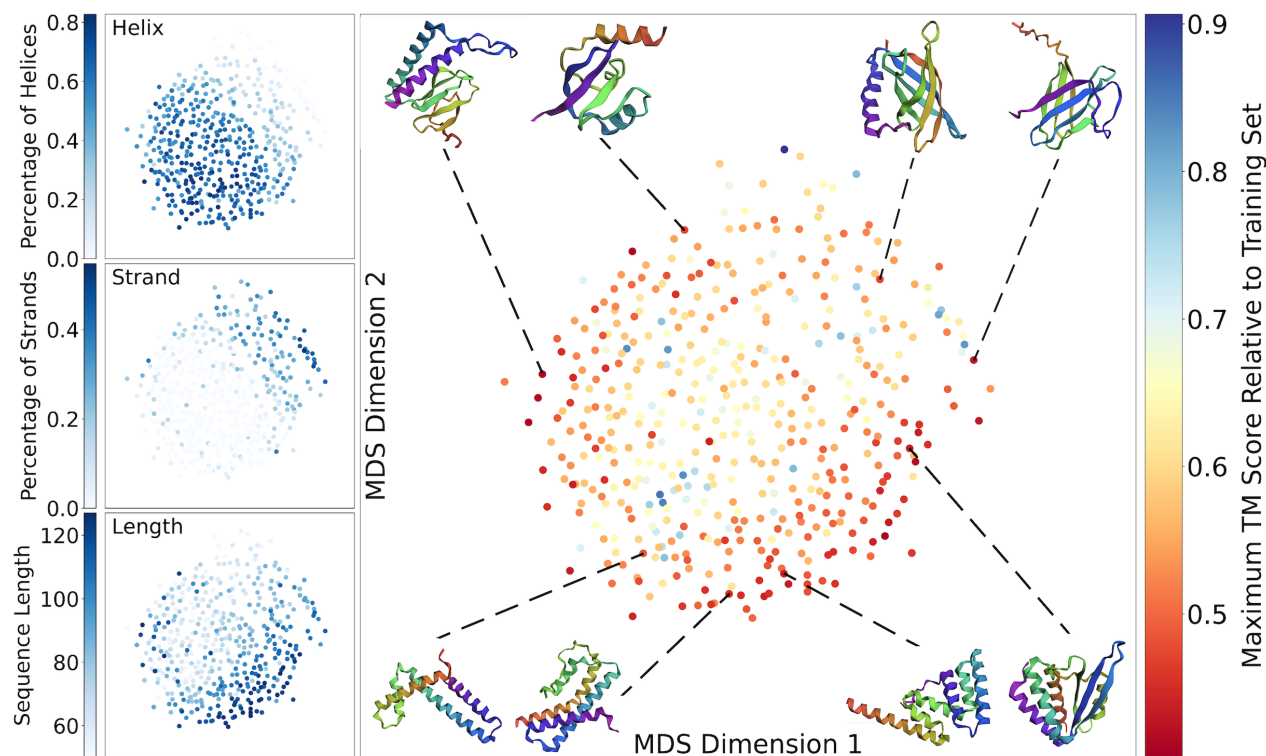 Percentage of Helices
0.8
0.6
0.4
0.2
0.0
Helix
Percentage of Strands
0.4
0.2
0.0
Strand
Sequence Length
120
100
80
60
Length
MDS Dimension 2
MDS Dimension 1
0.9
0.8
0.7
0.6
0.5
Maximum TM Score Relative to Training Set